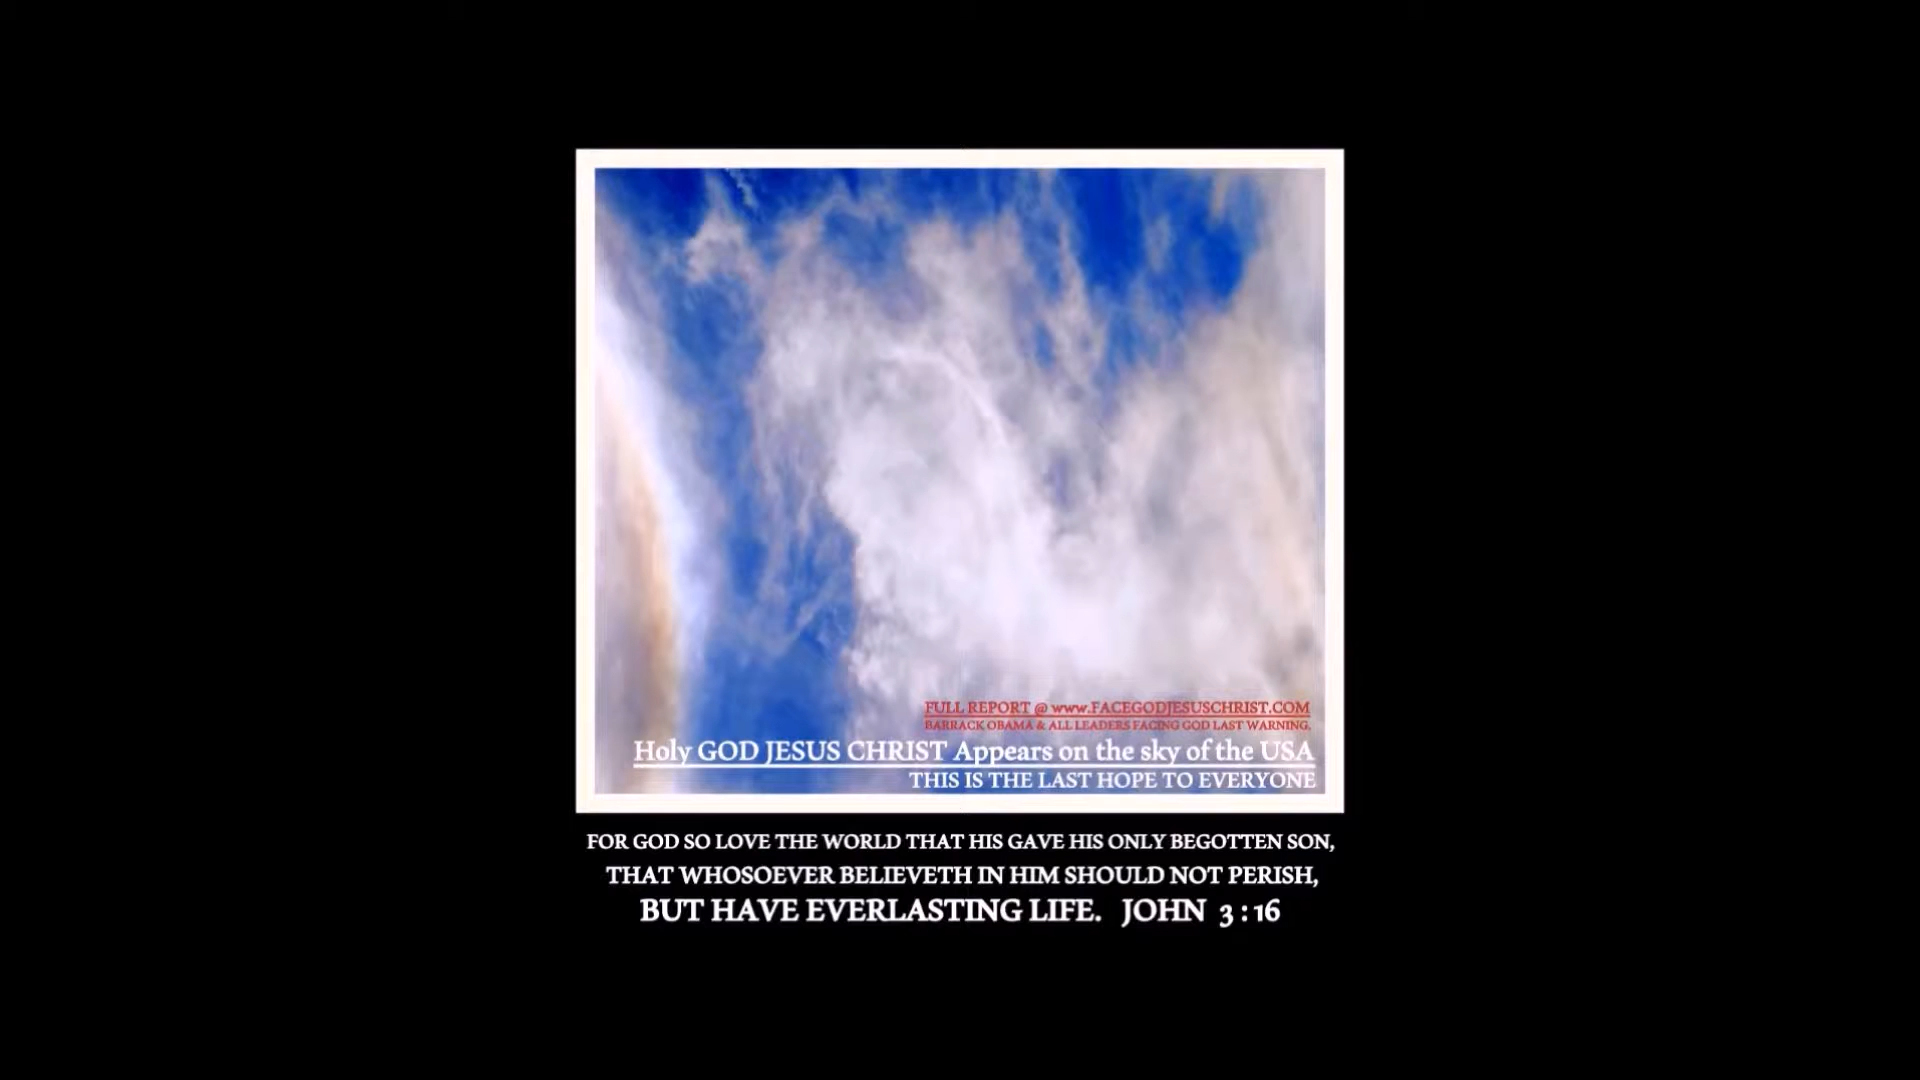 FULL REPORT @ www.FACEGODJESUSCHRIST.COM
BARRACK OBAMA & ALL LEADERS FACING GOD LAST WARNING,
Holy GOD JESUS CHRIST Appears on the sky of the USA
THIS IS THE LAST HOPE TO EVERYONE
FOR GOD SO LOVE THE WORLD THAT HIS GAVE HIS ONLY BEGOTTEN SON,
THAT WHOSOEVER BELIEVETH IN HIM SHOULD NOT PERISH,
BUT HAVE EVERLASTING LIFE. JOHN 3 : 16